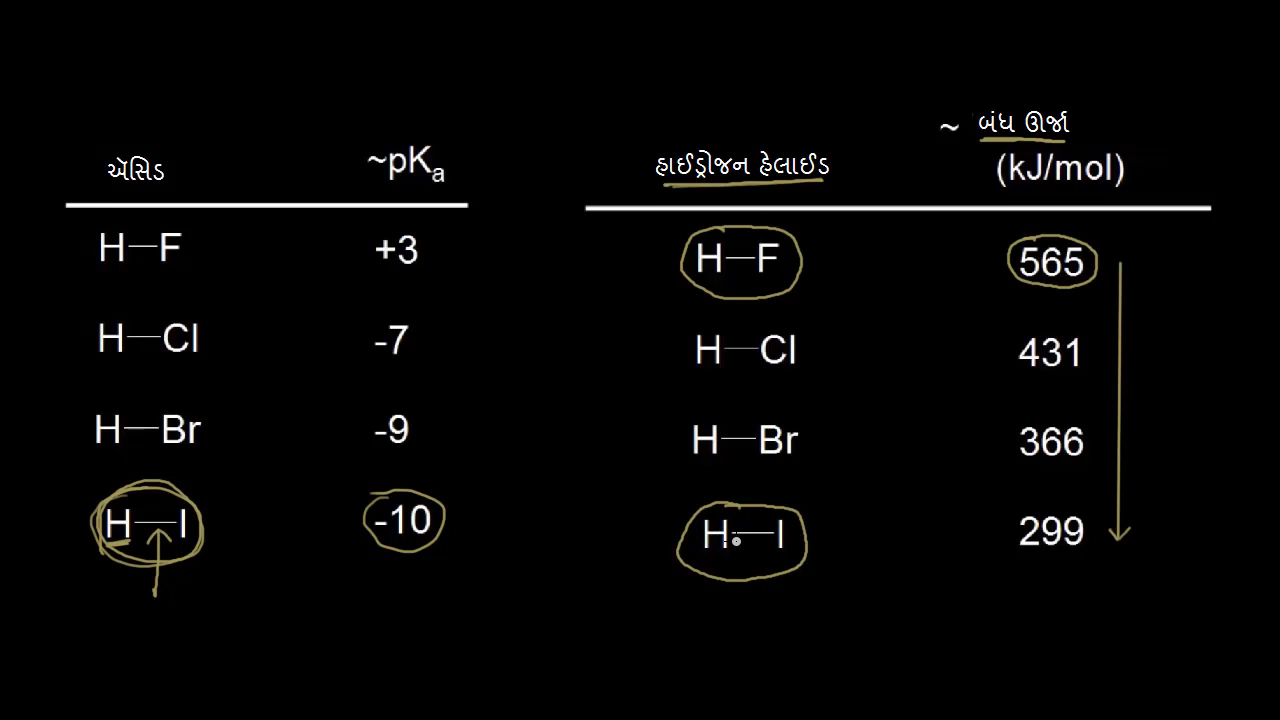 ઍસિડ ~pKa
H—F +3
H—Cl -7
H—Br -9
H—I -10
~ બંધ ઊર્જા
હાઈડ્રોજન હેલાઈડ (kJ/mol)
H—F 565
H—Cl 431
H—Br 366
H—I 299